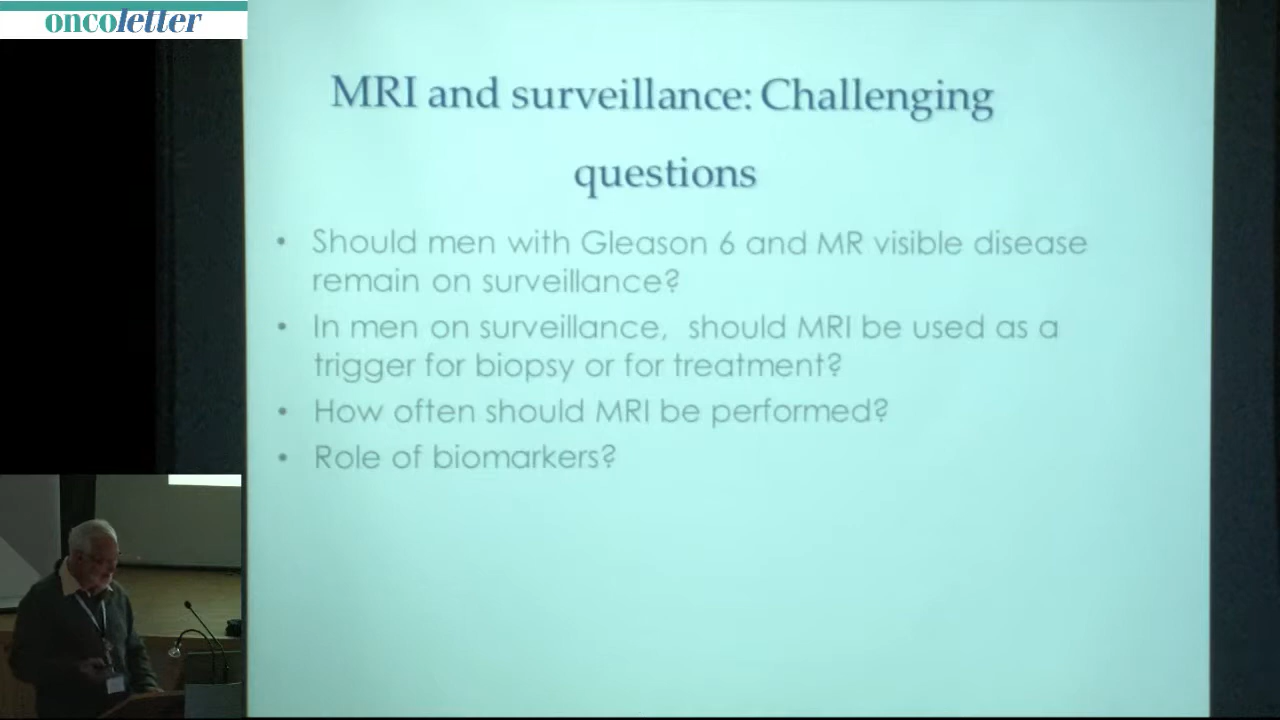 oncoletter
MRI and surveillance: Challenging
questions
• Should men with Gleason 6 and MR visible disease
remain on surveillance?
• In men on surveillance, should MRI be used as a
trigger for biopsy or for treatment?
• How often should MRI be performed?
• Role of biomarkers?